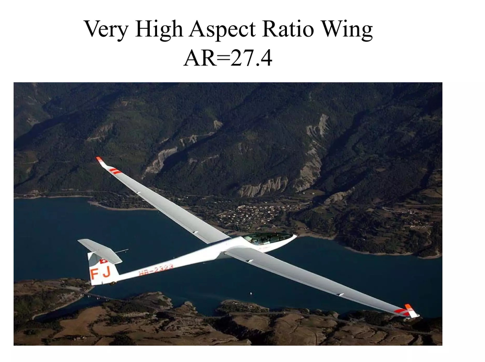 Very High Aspect Ratio Wing
AR=27.4
FJ